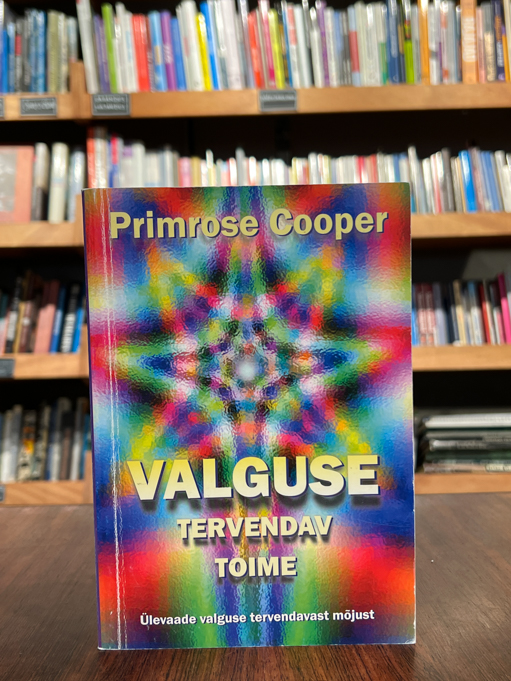 Primrose Cooper
VALGUSE
TERVENDAV
TOIME
Ülevaade valguse tervendavast mõjust